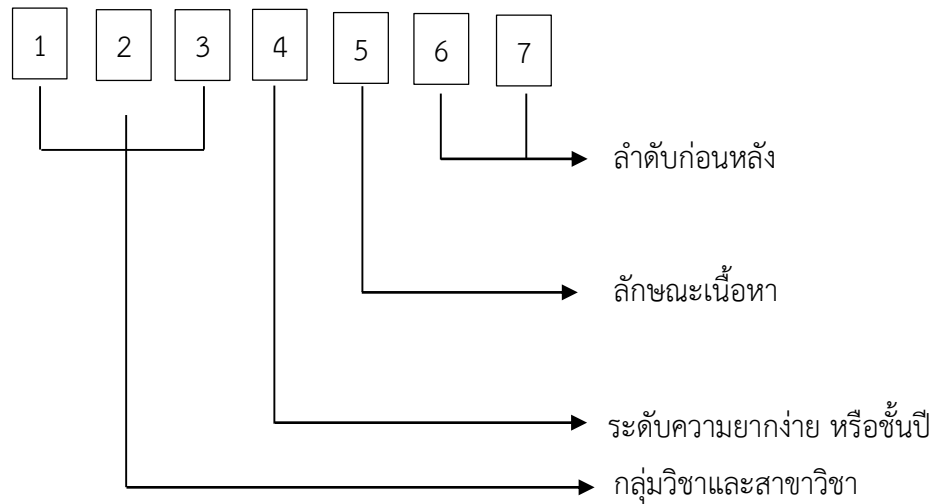 1 2 3 4 5 6 7
ลำดับก่อนหลัง
ลักษณะเนื้อหา
ระดับความยากง่าย หรือชั้นปี
กลุ่มวิชาและสาขาวิชา